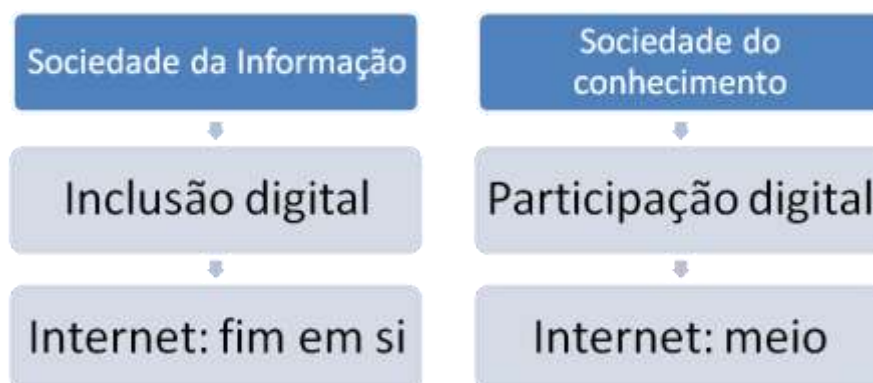 Sociedade da Informação
Inclusão digital
Internet: fim em si
Sociedade do
conhecimento
Participação digital
Internet: meio